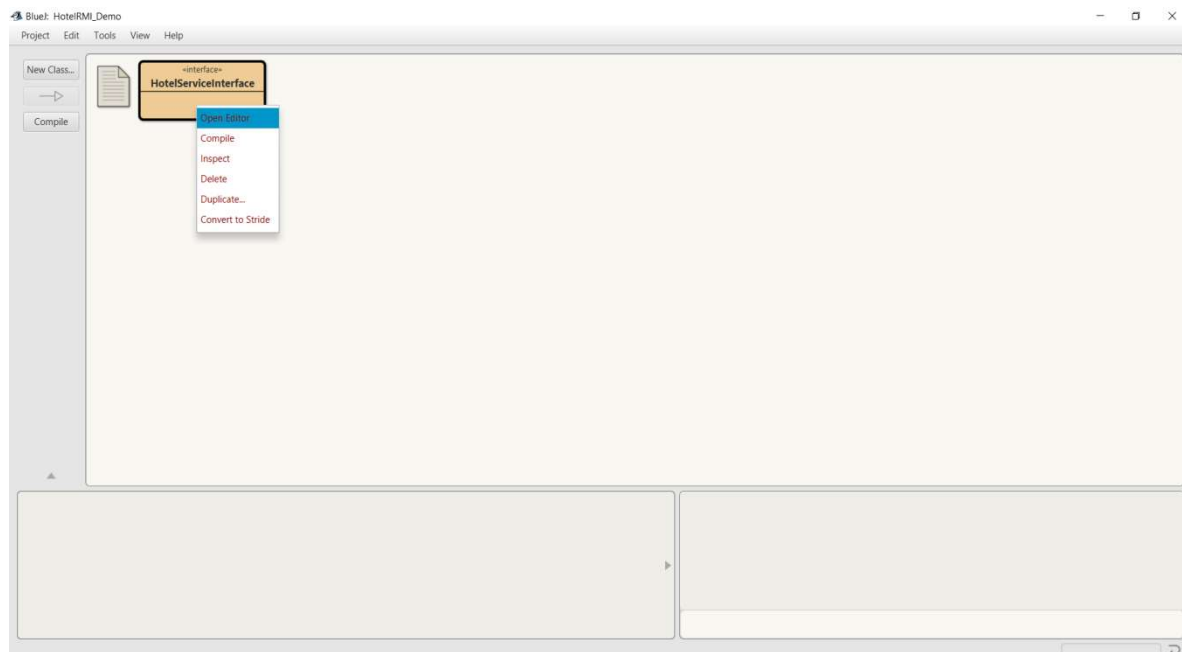 BlueJ: HotelRMI_Demo
Project Edit Tools View Help
New Class...
«interface»
HotelServiceInterface
Compile
Open Editor
Compile
Inspect
Delete
Duplicate...
Convert to Stride